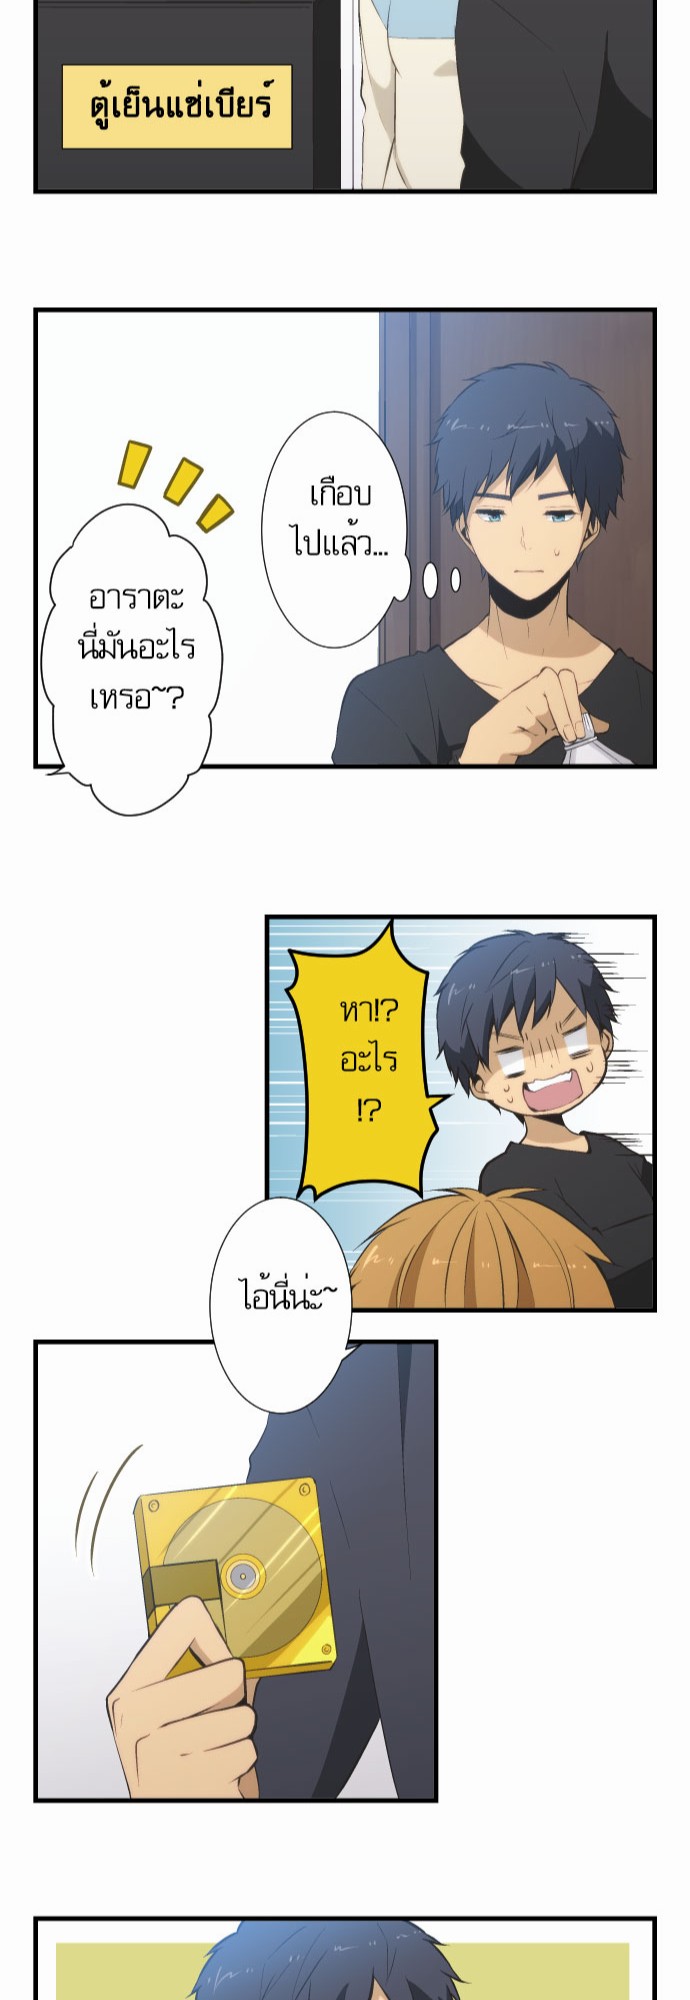 ตู้เย็นแช่เบียร์
เกือบ
ไปแล้ว...
อาราตะ
นี่มันอะไร
เหรอ~?
หา!?
อะไร
!?
ไอ้นี่น่ะ~